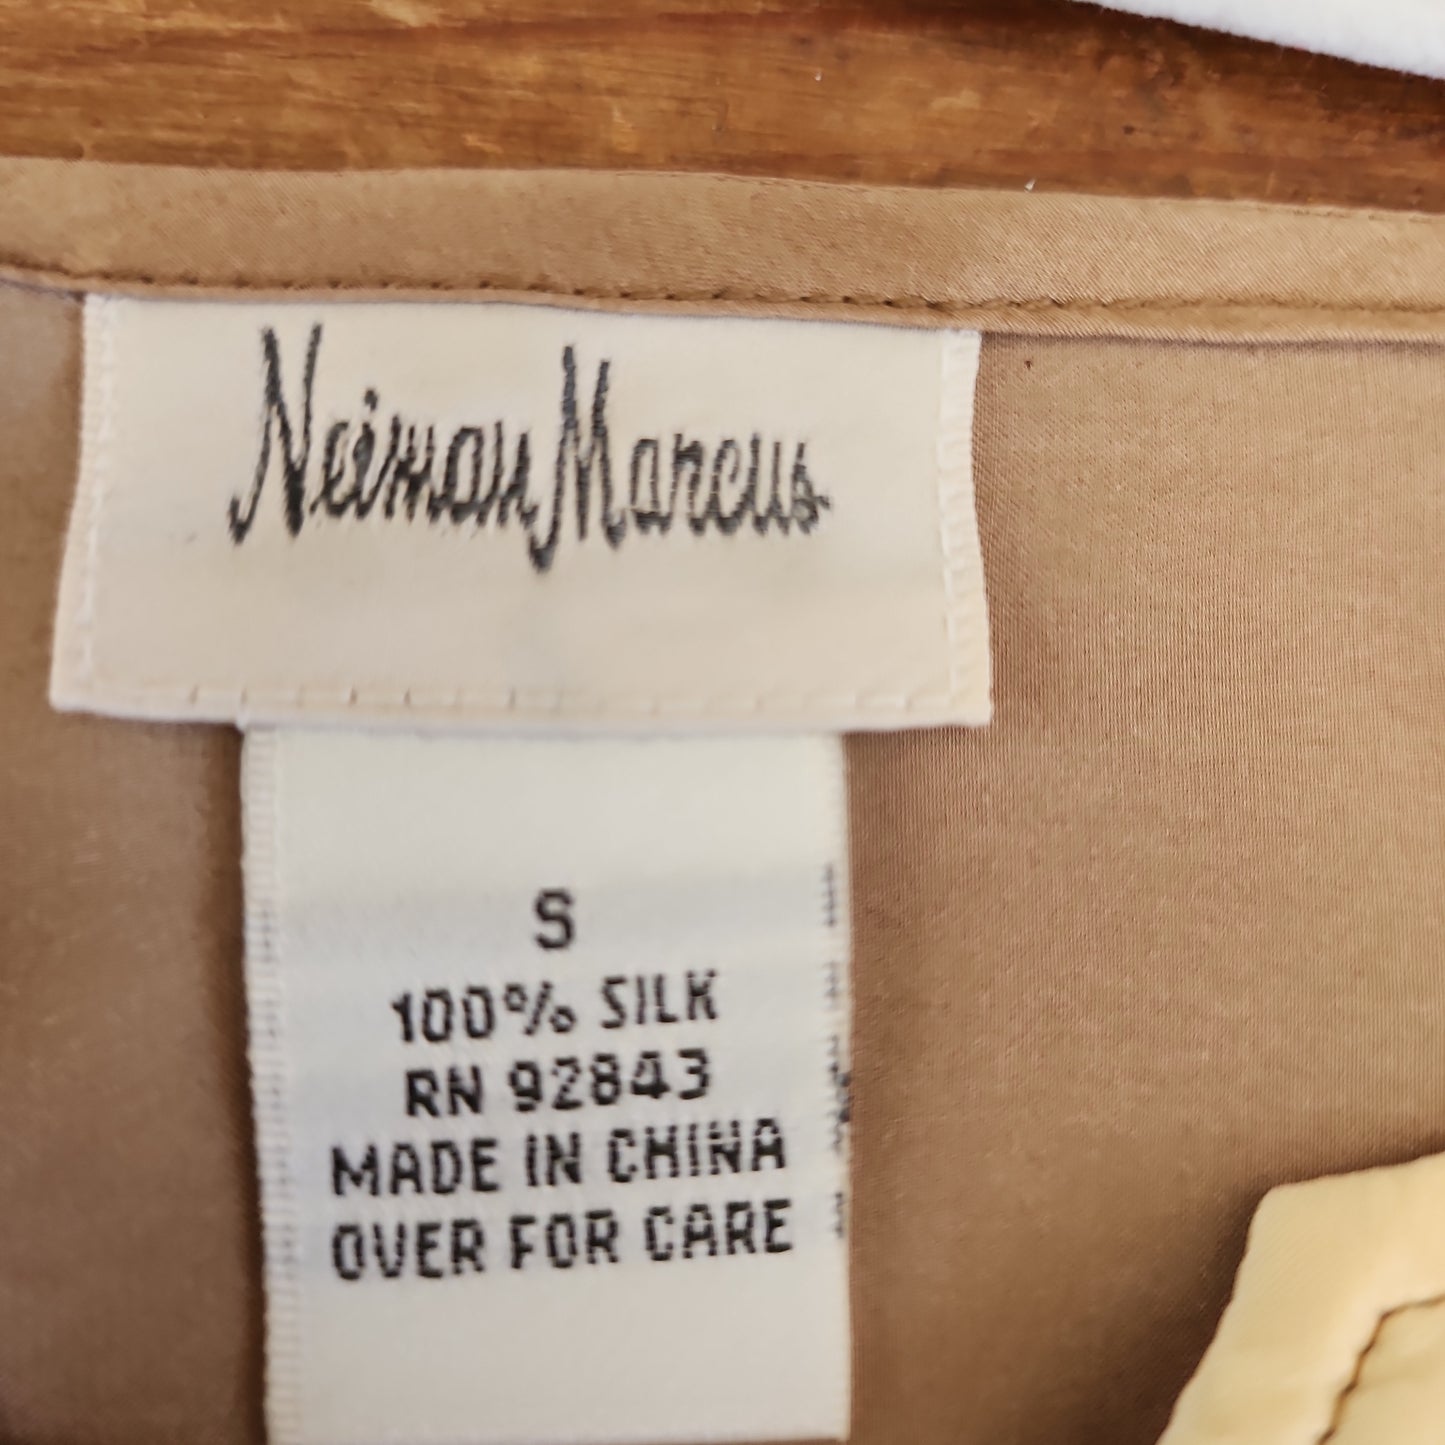 Neiman Marcus
S
100% SILK
RN 92843
MADE IN CHINA
OVER FOR CARE